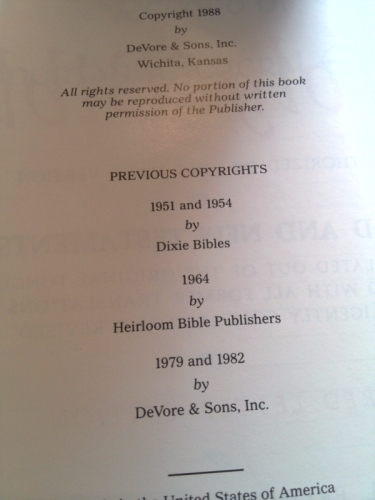 Copyright 1988
by
DeVore & Sons, Inc.
Wichita, Kansas
All rights reserved. No portion of this book
may be reproduced without written
permission of the Publisher.
PREVIOUS COPYRIGHTS
1951 and 1954
by
Dixie Bibles
1964
by
Heirloom Bible Publishers
1979 and 1982
by
DeVore & Sons, Inc.
in the United States of America